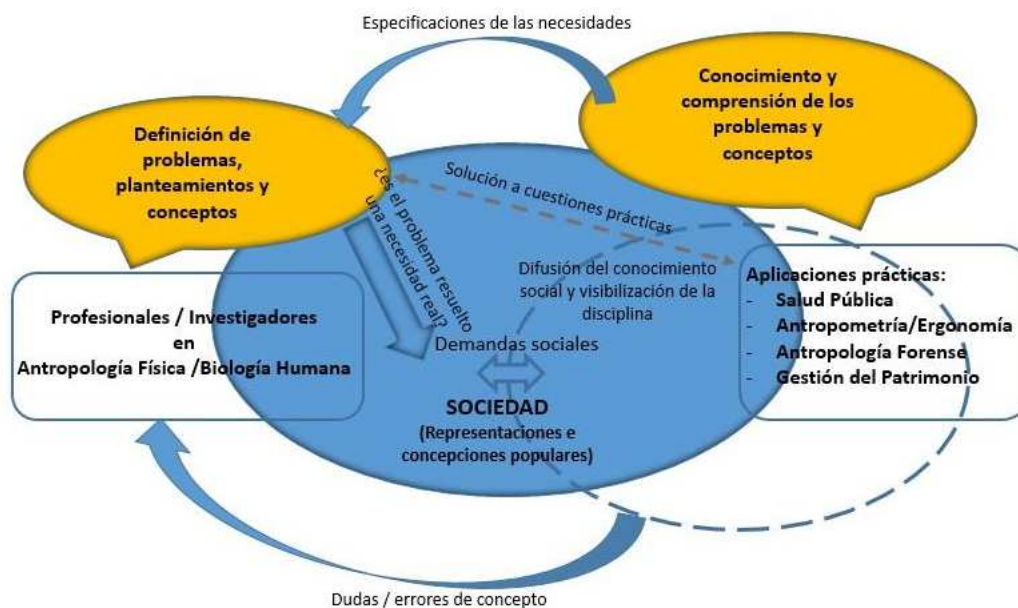 Especificaciones de las necesidades
Conocimiento y
comprensión de los
problemas y
conceptos
Definición de
problemas,
planteamientos y
conceptos
¿es el problema resuelto
una necesidad real?
Solución a cuestiones prácticas
Difusión del conocimiento
social y visibilización de la
disciplina
Aplicaciones prácticas:
- Salud Pública
- Antropometría/Ergonomía
- Antropología Forense
- Gestión del Patrimonio
Profesionales / Investigadores
en
Antropología Física /Biología Humana
Demandas sociales
SOCIEDAD
(Representaciones e
concepciones populares)
Dudas / errores de concepto